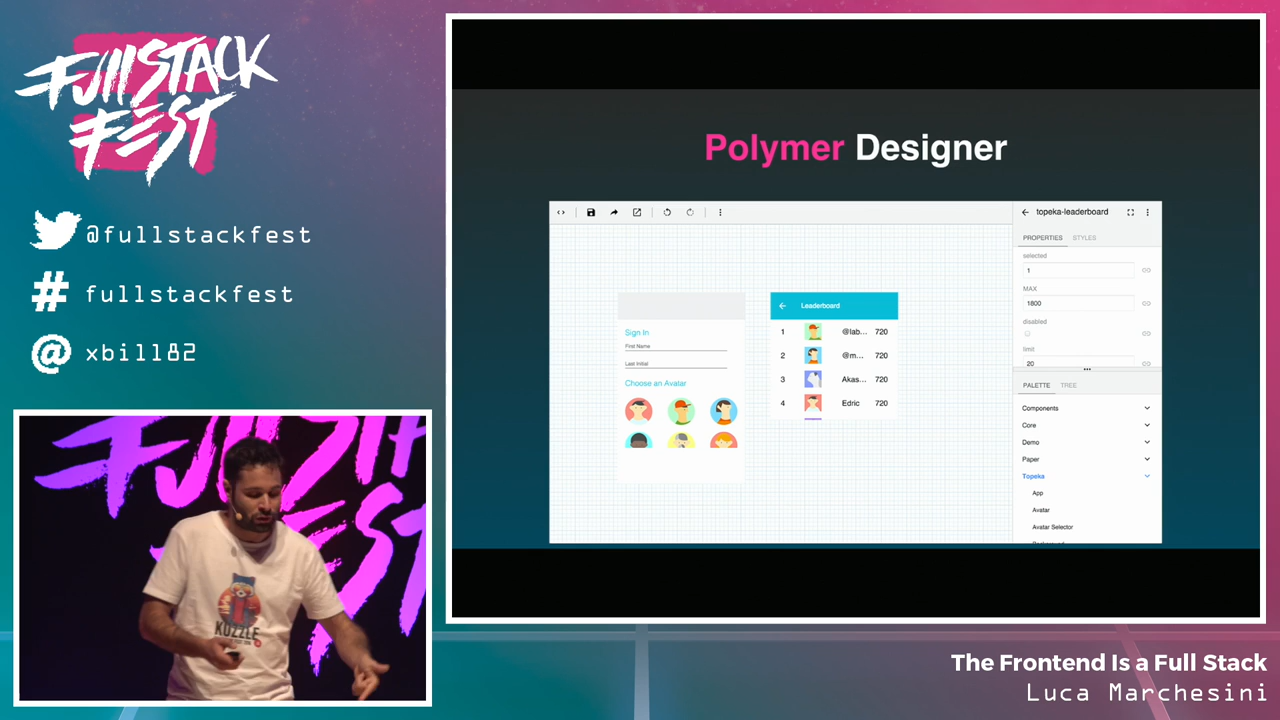 FullStack
Fest
@fullstackfest
# fullstackfest
@ xbill82
Polymer Designer
topeka-leaderboard
PROPERTIES STYLES
selected
1
MAX
1800
disabled
limit
20
PALETTE TREE
Components
Core
Demo
Paper
Topeka
App
Avatar
Avatar Selector
Sign In
First Name
Last Initial
Choose an Avatar
Leaderboard
1 @lab... 720
2 @m... 720
3 Akas... 720
4 Edric 720
KUZZLE
The Frontend Is a Full Stack
Luca Marchesini